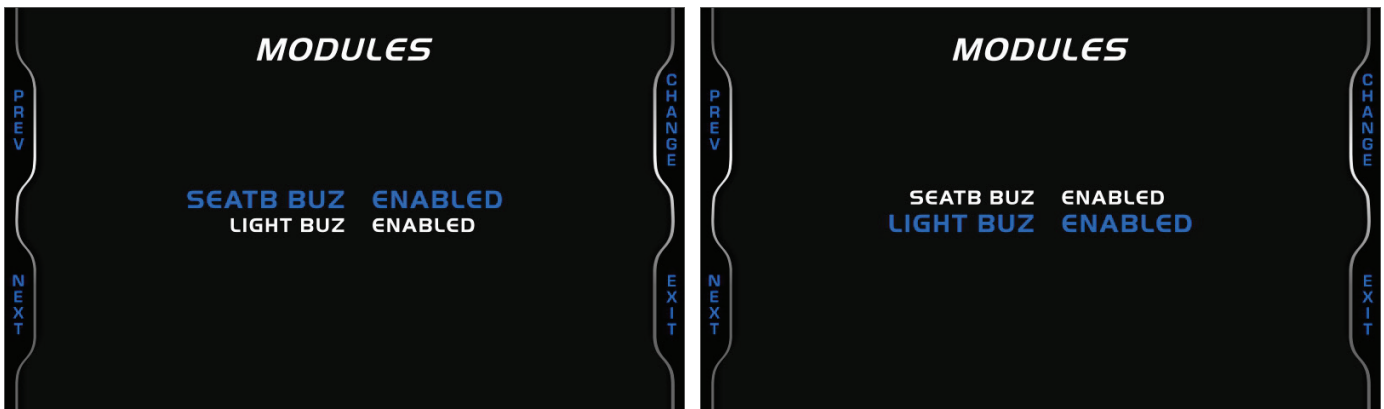 MODULES
PREV
CHANGE
SEATB BUZ ENABLED
LIGHT BUZ ENABLED
NEXT
EXIT
MODULES
PREV
CHANGE
SEATB BUZ ENABLED
LIGHT BUZ ENABLED
NEXT
EXIT